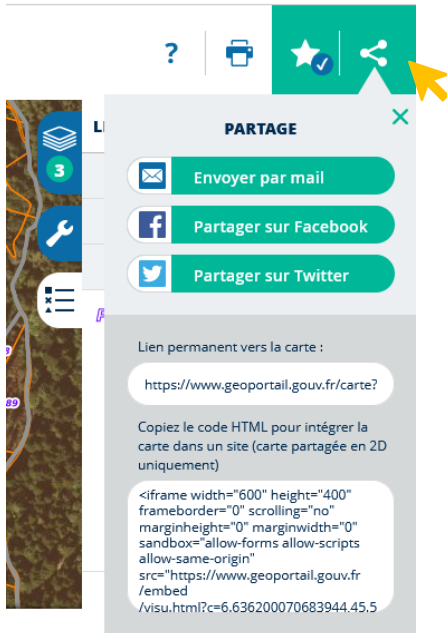 ?
LI
PARTAGE
3
Envoyer par mail
Partager sur Facebook
Partager sur Twitter
Lien permanent vers la carte :
https://www.geoportail.gouv.fr/carte?
89
Copiez le code HTML pour intégrer la
carte dans un site (carte partagée en 2D
uniquement)
<iframe width="600" height="400"
frameborder="0" scrolling="no"
marginheight="0" marginwidth="0"
sandbox="allow-forms allow-scripts
allow-same-origin"
src="https://www.geoportail.gouv.fr
/embed
/visu.html?c=6.636200070683944,45.5